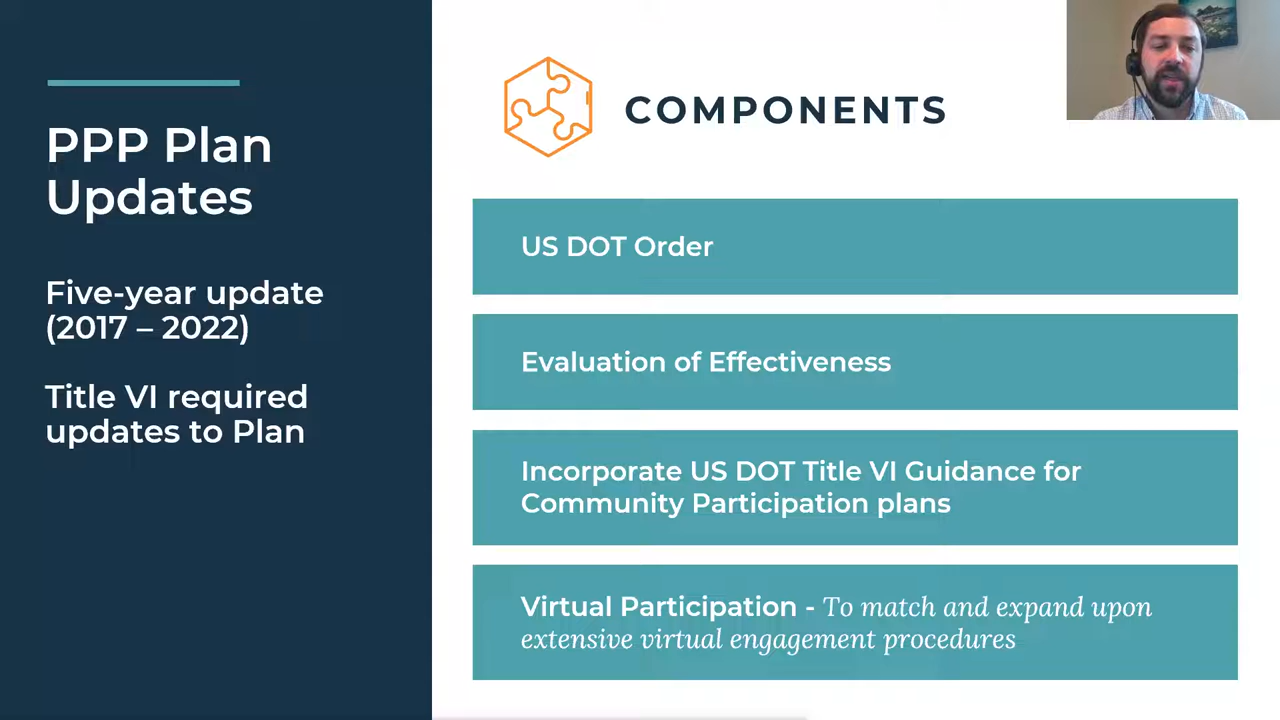 PPP Plan
Updates
Five-year update
(2017 – 2022)
Title VI required
updates to Plan
COMPONENTS
US DOT Order
Evaluation of Effectiveness
Incorporate US DOT Title VI Guidance for
Community Participation plans
Virtual Participation - To match and expand upon
extensive virtual engagement procedures